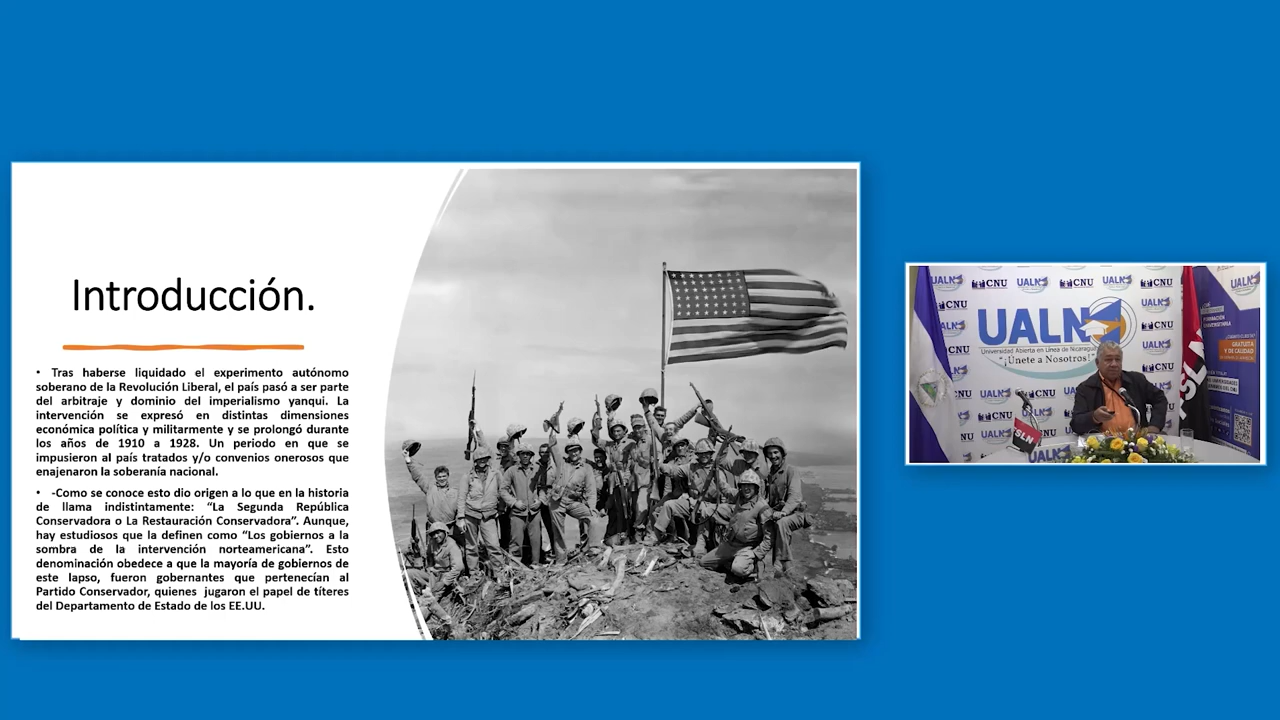 Introducción.
• Tras haberse liquidado el experimento autónomo
soberano de la Revolución Liberal, el país pasó a ser parte
del arbitraje y dominio del imperialismo yanqui. La
intervención se expresó en distintas dimensiones
económica política y militarmente y se prolongó durante
los años de 1910 a 1928. Un periodo en que se
impusieron al país tratados y/o convenios onerosos que
enajenaron la soberanía nacional.
• -Como se conoce esto dio origen a lo que en la historia
de llama indistintamente: “La Segunda República
Conservadora o La Restauración Conservadora”. Aunque,
hay estudiosos que la definen como “Los gobiernos a la
sombra de la intervención norteamericana”. Esto
denominación obedece a que la mayoría de gobiernos de
este lapso, fueron gobernantes que pertenecían al
Partido Conservador, quienes jugaron el papel de títeres
del Departamento de Estado de los EE.UU.
UALN
Universidad Abierta en Línea de Nicaragua
"¡Únete a Nosotros!"
CNU
UALN
FSLN
GRATUITA
Y DE CALIDAD